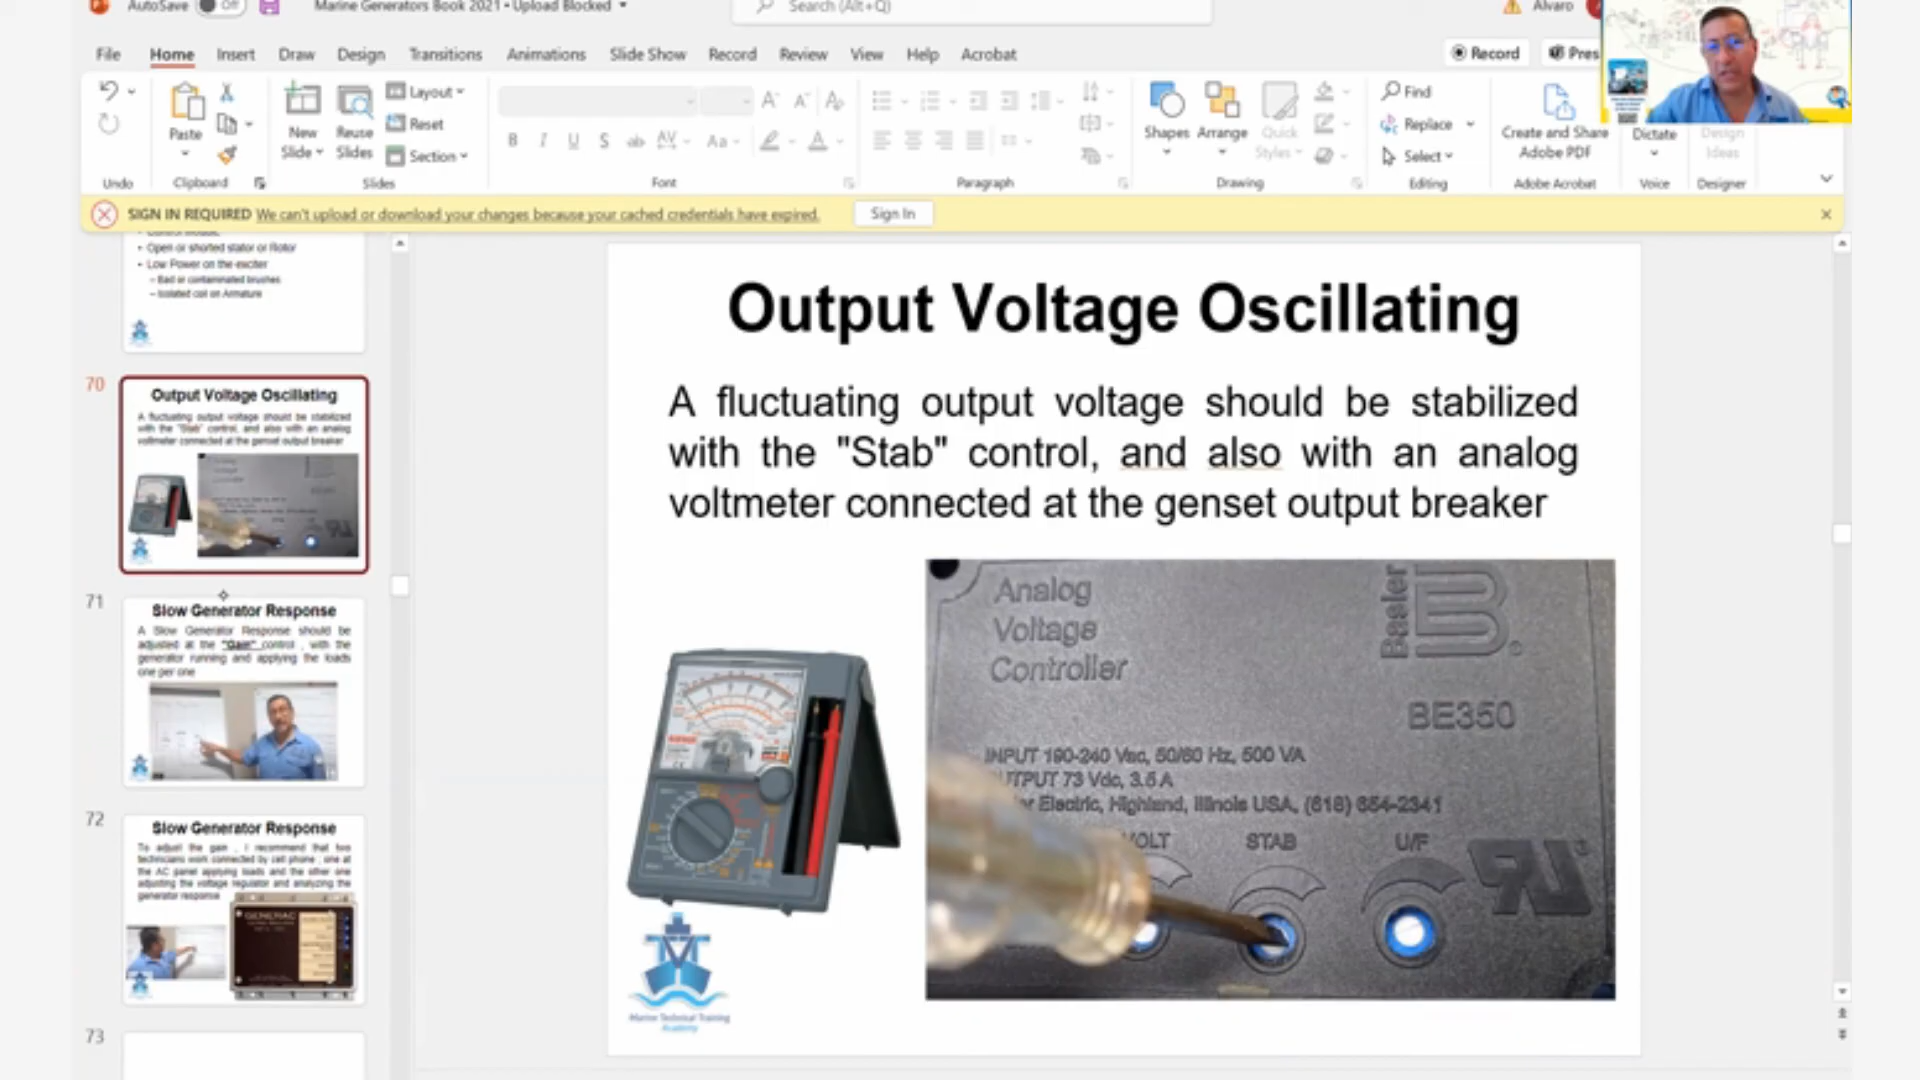 AutoSave Off Marine Generators Book 2021 • Upload Blocked Search (Alt+Q) Alvaro
File Home Insert Draw Design Transitions Animations Slide Show Record Review View Help Acrobat Record Pres
Paste New Slide Reuse Slides Layout Reset Section
B I U S ab AV Aa A
Shapes Arrange Quick Styles Find Replace Select Create and Share Adobe PDF Dictate Design Ideas
Undo Clipboard Slides Font Paragraph Drawing Editing Adobe Acrobat Voice Designer
SIGN IN REQUIRED We can't upload or download your changes because your cached credentials have expired. Sign In
• Open or shorted stator or Rotor
• Low Power on the exciter
– Bad or contaminated brushes
– Isolated coil on Armature
70
Output Voltage Oscillating
A fluctuating output voltage should be stabilized
with the "Stab" control, and also with an analog
voltmeter connected at the genset output breaker
71
Slow Generator Response
A Slow Generator Response should be
adjusted at the "Gain" control , with the
generator running and applying the loads
one per one
72
Slow Generator Response
To adjust the gain , I recommend that two
technicians work connected by cell phone , one at
the AC panel applying loads and the other one
adjusting the voltage regulator and analyzing the
generator response
GENERAC
73
Output Voltage Oscillating
A fluctuating output voltage should be stabilized
with the "Stab" control, and also with an analog
voltmeter connected at the genset output breaker
Analog
Voltage
Controller
Basler
BE350
INPUT 190-240 Vac, 50/60 Hz, 500 VA
UTPUT 73 Vdc, 3.5 A
Electric, Highland, Illinois USA, (618) 654-2341
VOLT STAB U/F
Marine Technical Training
Academy